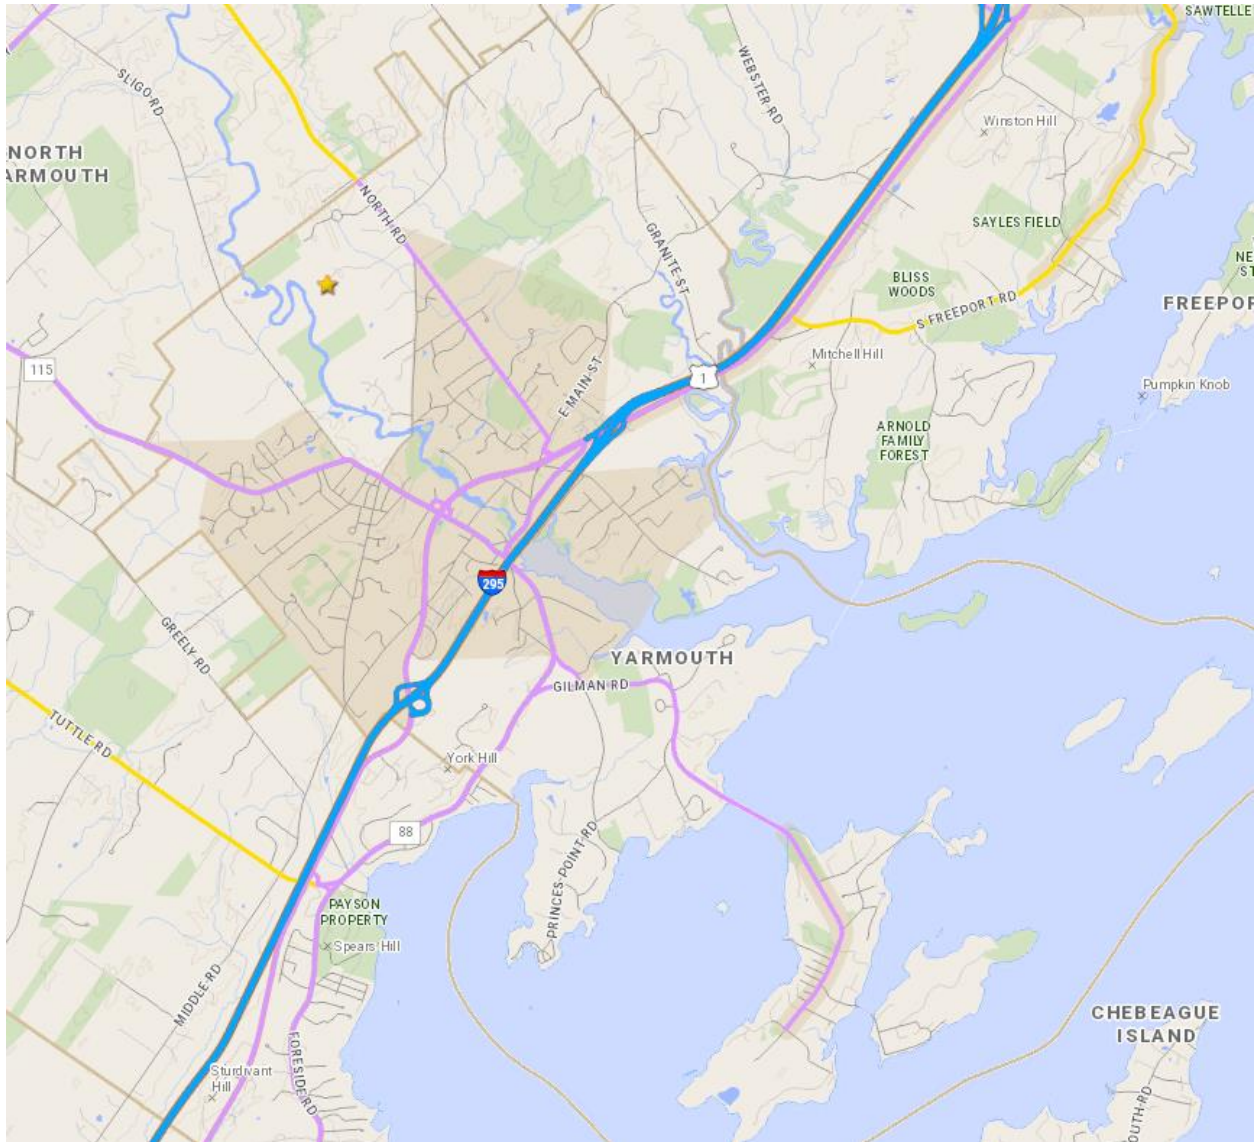 SAWTELLE
SLIGO RD
WEBSTER RD
Winston Hill
NORTH
ARMOUTH
NORTH RD
SAYLES FIELD
GRANITE ST
BLISS
WOODS
FREEPOR
S FREEPORT RD
Mitchell Hill
115
1
Pumpkin Knob
E MAIN ST
ARNOLD
FAMILY
FOREST
295
GREELY RD
YARMOUTH
GILMAN RD
TUTTLE RD
York Hill
88
PRINCES POINT RD
PAYSON
PROPERTY
Spears Hill
MIDDLE RD
CHEBEAGUE
ISLAND
FORESIDE RD
Sturdivant
Hill
OUTH RD